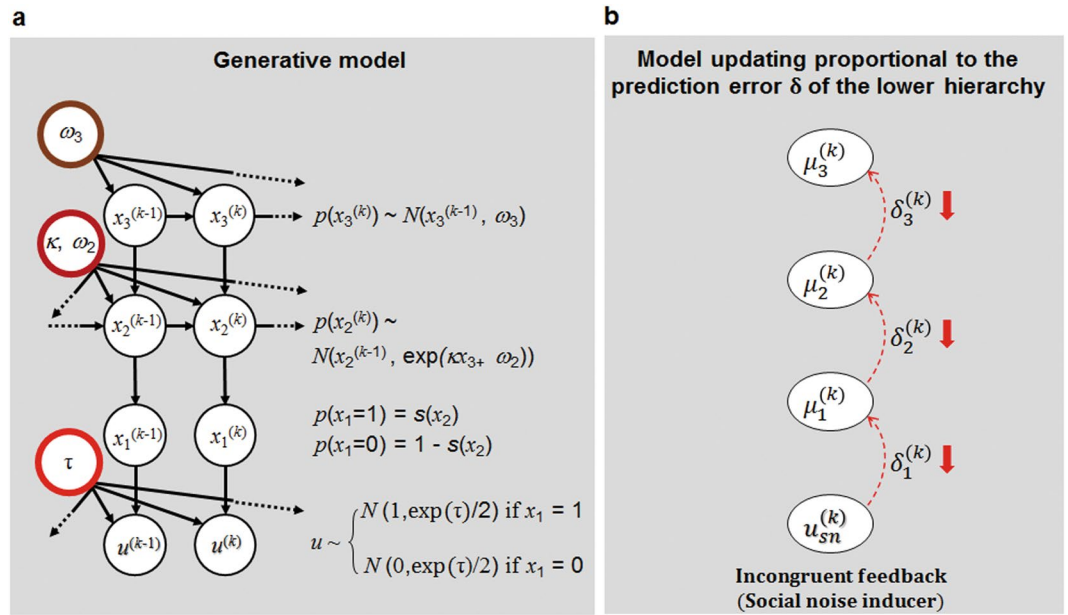 a
Generative model
ω₃
x₃⁽ᵏ⁻¹⁾ x₃⁽ᵏ⁾ p(x₃⁽ᵏ⁾) ~ N(x₃⁽ᵏ⁻¹⁾, ω₃)
κ, ω₂
x₂⁽ᵏ⁻¹⁾ x₂⁽ᵏ⁾ p(x₂⁽ᵏ⁾) ~
N(x₂⁽ᵏ⁻¹⁾, exp(κx₃₊ ω₂))
x₁⁽ᵏ⁻¹⁾ x₁⁽ᵏ⁾ p(x₁=1) = s(x₂)
p(x₁=0) = 1 - s(x₂)
τ
u⁽ᵏ⁻¹⁾ u⁽ᵏ⁾ u ~ { N (1,exp(τ)/2) if x₁ = 1
N (0,exp(τ)/2) if x₁ = 0
b
Model updating proportional to the
prediction error δ of the lower hierarchy
μ₃⁽ᵏ⁾
δ₃⁽ᵏ⁾
μ₂⁽ᵏ⁾
δ₂⁽ᵏ⁾
μ₁⁽ᵏ⁾
δ₁⁽ᵏ⁾
uₛₙ⁽ᵏ⁾
Incongruent feedback
(Social noise inducer)